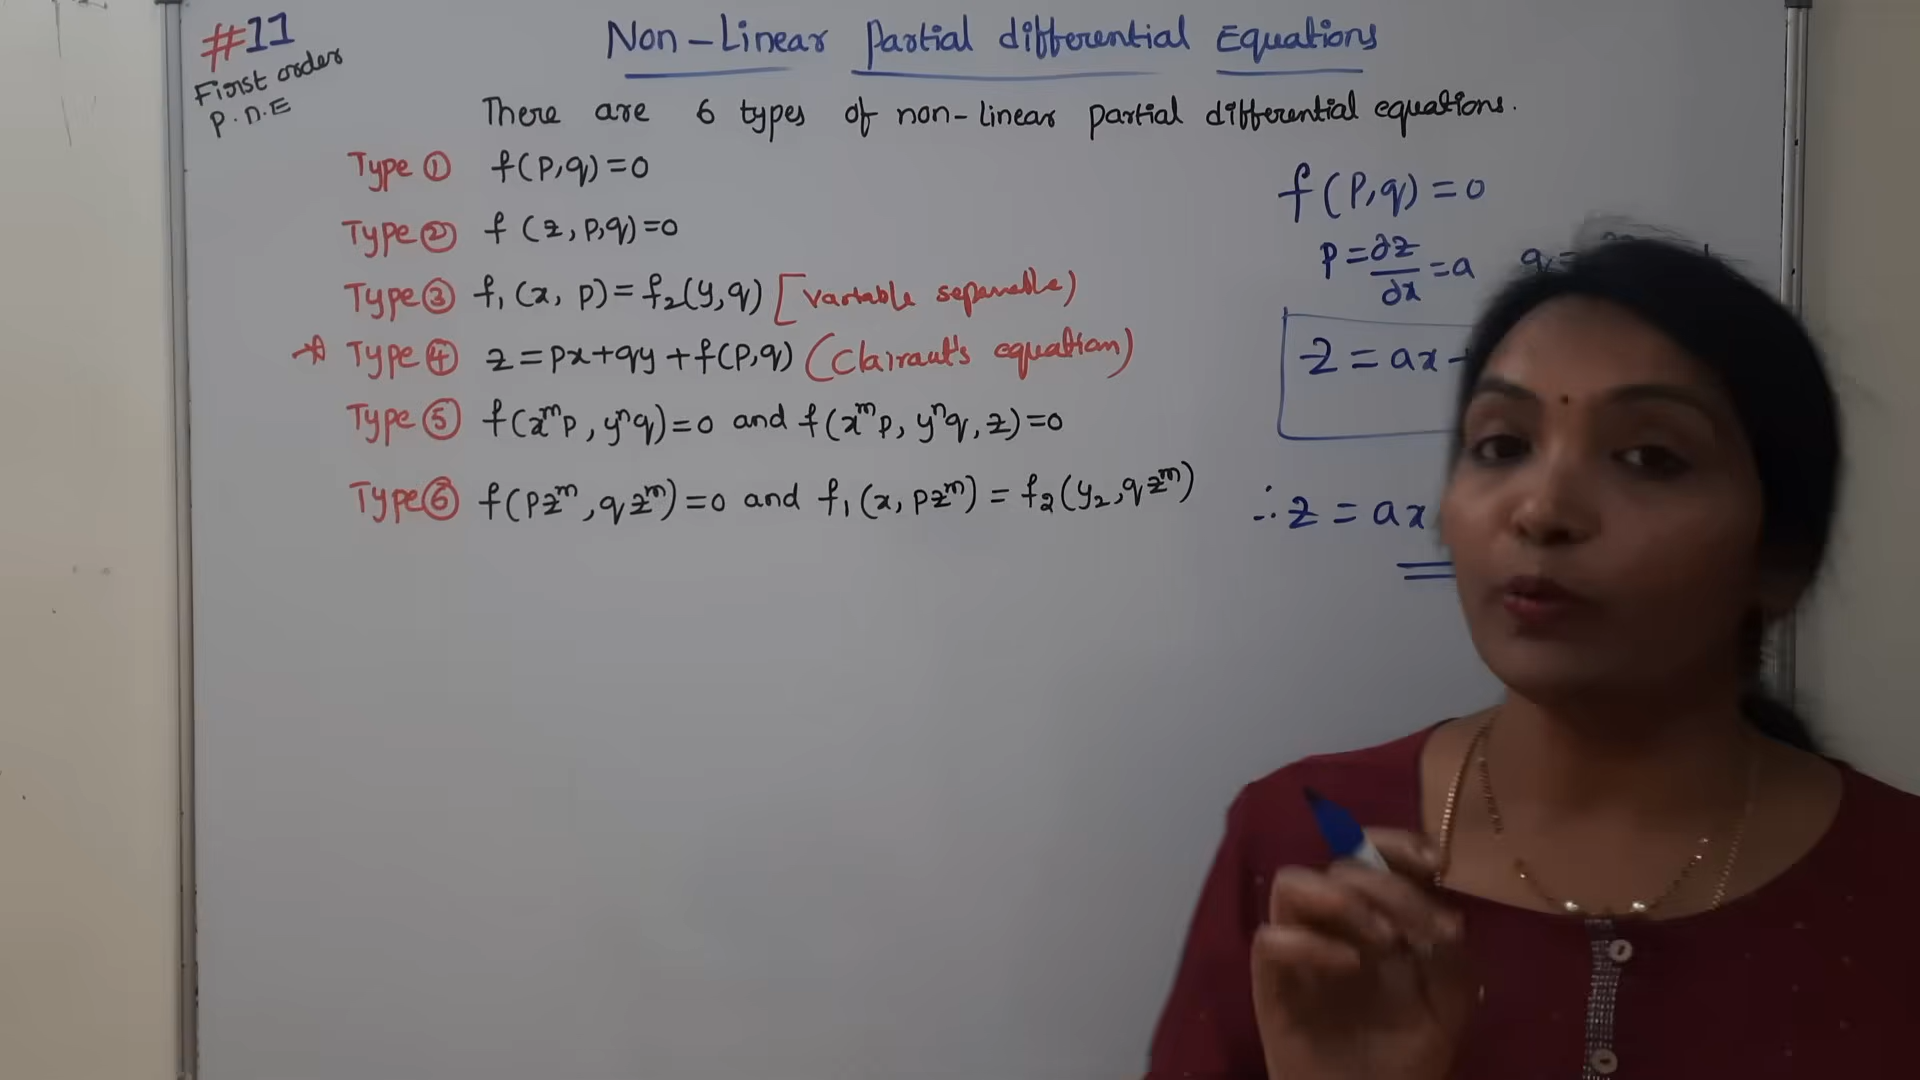 #11
First order
P.D.E
Non-Linear Partial differential Equations
There are 6 types of non-linear partial differential equations.
Type ① f(p,q)=0
Type ② f(z,p,q)=0
Type ③ f₁(x, p)=f₂(y,q) [variable separable)
Type ④ z=px+qy+f(p,q) (Clairaut's equation)
Type ⑤ f(xᵐp, yⁿq)=0 and f(xᵐp, yⁿq, z)=0
Type ⑥ f(pzᵐ, qzᵐ)=0 and f₁(x, pzᵐ) = f₂(y₂, qzᵐ)
f(p,q)=0
p=∂z/∂x=a q=
z=ax+
∴z=ax